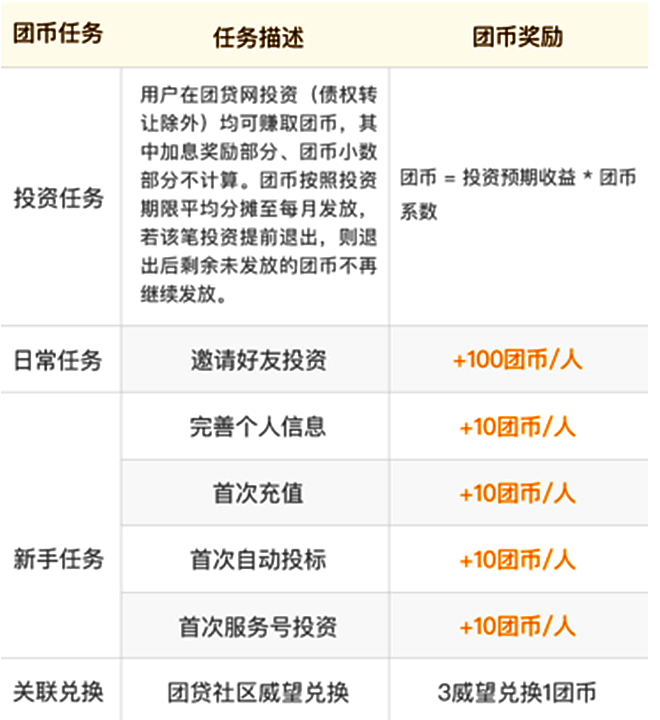 团币任务
任务描述
团币奖励
投资任务
用户在团贷网投资（债权转
让除外）均可赚取团币，其
中加息奖励部分、团币小数
部分不计算。团币按照投资
期限平均分摊至每月发放，
若该笔投资提前退出，则退
出后剩余未发放的团币不再
继续发放。
团币 = 投资预期收益 * 团币
系数
日常任务
邀请好友投资
+100团币/人
新手任务
完善个人信息
+10团币/人
首次充值
+10团币/人
首次自动投标
+10团币/人
首次服务号投资
+10团币/人
关联兑换
团贷社区威望兑换
3威望兑换1团币